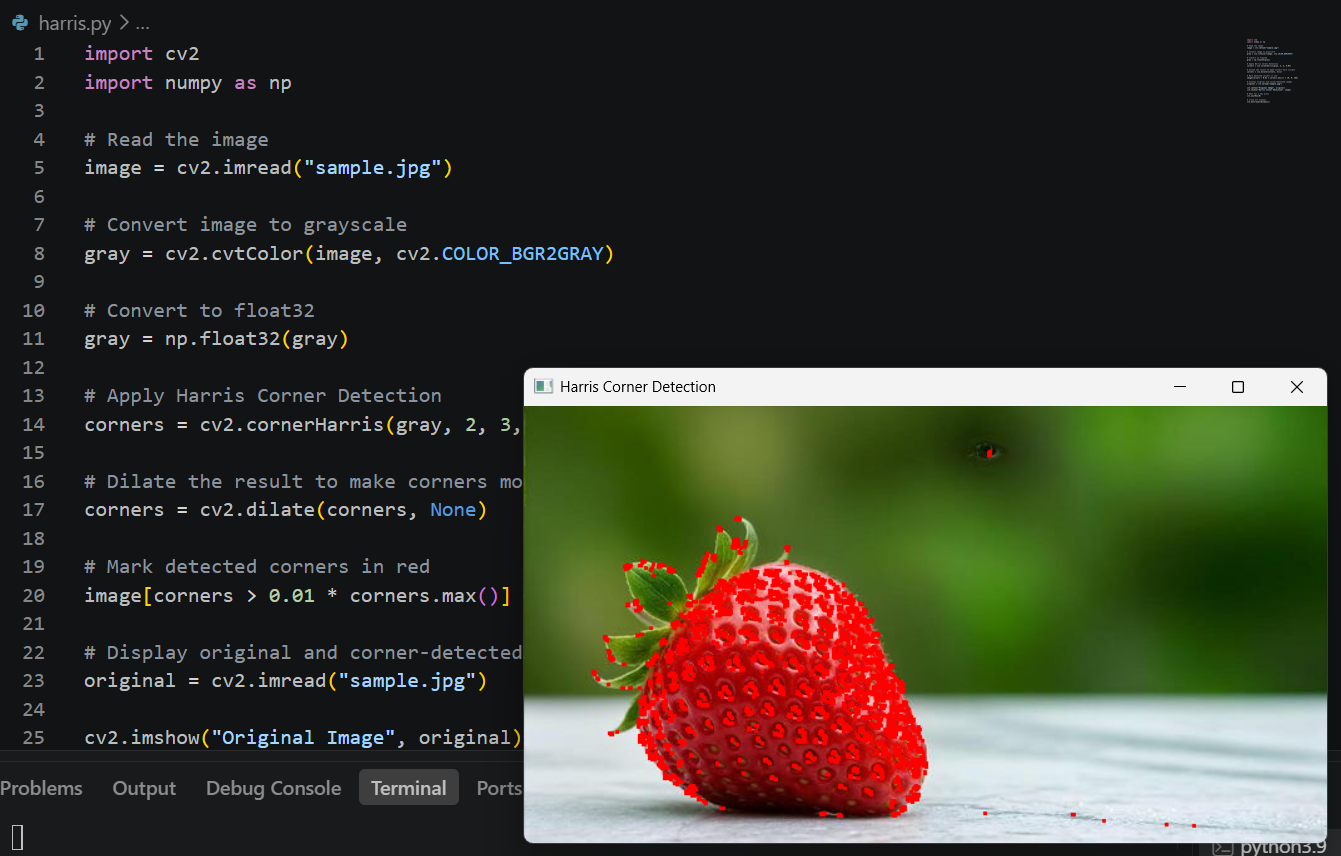 harris.py > ...
1 import cv2
2 import numpy as np
3
4 # Read the image
5 image = cv2.imread("sample.jpg")
6
7 # Convert image to grayscale
8 gray = cv2.cvtColor(image, cv2.COLOR_BGR2GRAY)
9
10 # Convert to float32
11 gray = np.float32(gray)
12
13 # Apply Harris Corner Detection
14 corners = cv2.cornerHarris(gray, 2, 3,
15
16 # Dilate the result to make corners mo
17 corners = cv2.dilate(corners, None)
18
19 # Mark detected corners in red
20 image[corners > 0.01 * corners.max()]
21
22 # Display original and corner-detected
23 original = cv2.imread("sample.jpg")
24
25 cv2.imshow("Original Image", original)
Harris Corner Detection
Problems Output Debug Console Terminal Ports
python3.9